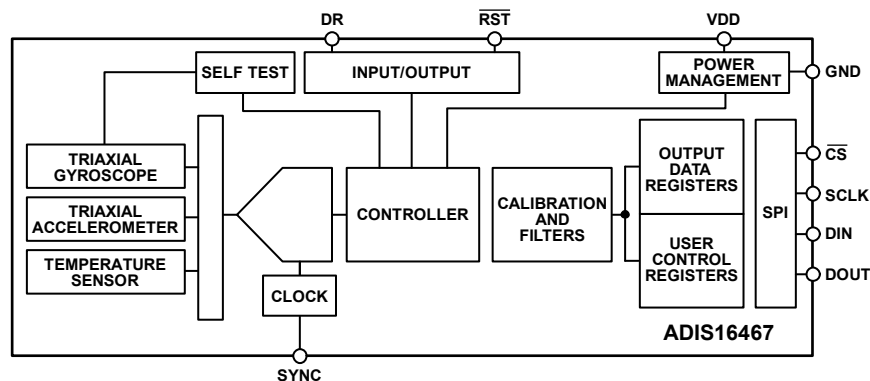 DR
RST
VDD
SELF TEST
INPUT/OUTPUT
POWER
MANAGEMENT
GND
TRIAXIAL
GYROSCOPE
TRIAXIAL
ACCELEROMETER
TEMPERATURE
SENSOR
CONTROLLER
CLOCK
CALIBRATION
AND
FILTERS
OUTPUT
DATA
REGISTERS
USER
CONTROL
REGISTERS
SPI
CS
SCLK
DIN
DOUT
ADIS16467
SYNC